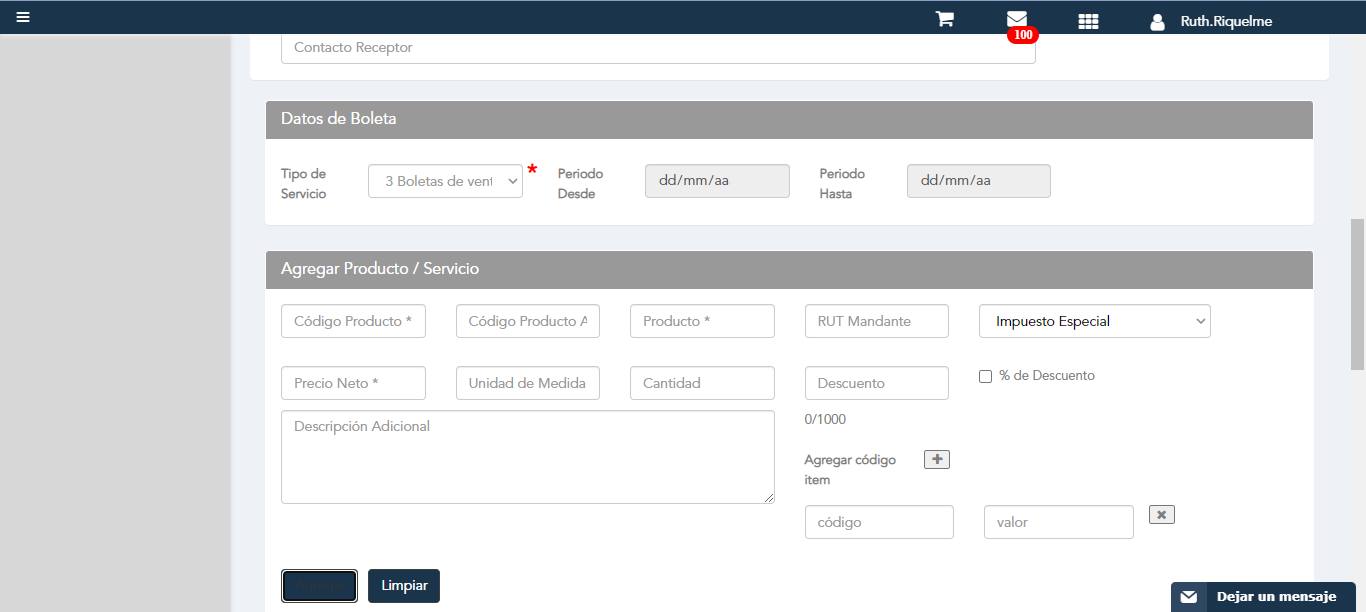 100
Ruth.Riquelme
Contacto Receptor
Datos de Boleta
Tipo de Servicio
3 Boletas de vent
*
Periodo Desde
dd/mm/aa
Periodo Hasta
dd/mm/aa
Agregar Producto / Servicio
Código Producto *
Código Producto A
Producto *
RUT Mandante
Impuesto Especial
Precio Neto *
Unidad de Medida
Cantidad
Descuento
% de Descuento
Descripción Adicional
0/1000
Agregar código item
código
valor
Agregar
Limpiar
Dejar un mensaje